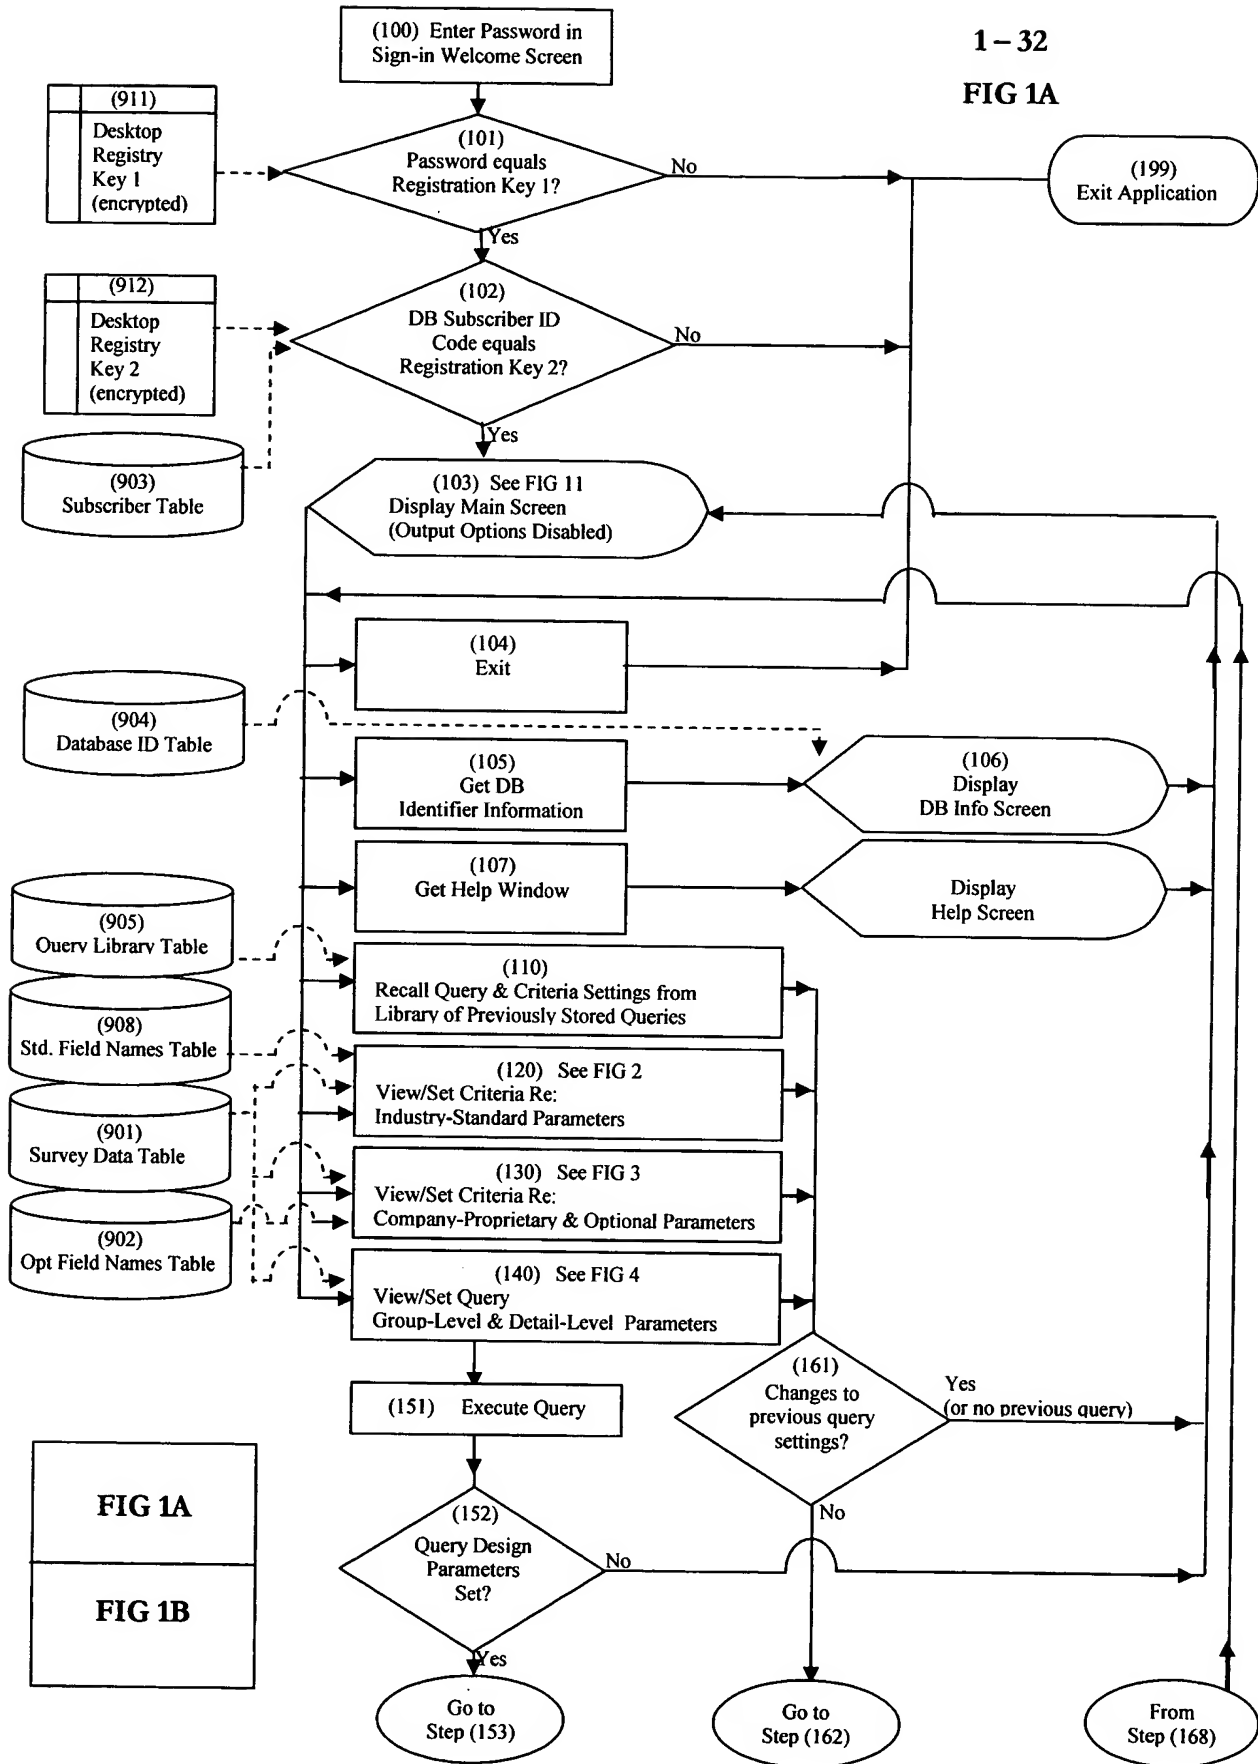 (100) Enter Password in
Sign-in Welcome Screen
1 – 32
FIG 1A
(911)
Desktop
Registry
Key 1
(encrypted)
(101)
Password equals
Registration Key 1?
No
Yes
(199)
Exit Application
(912)
Desktop
Registry
Key 2
(encrypted)
(102)
DB Subscriber ID
Code equals
Registration Key 2?
No
Yes
(903)
Subscriber Table
(103) See FIG 11
Display Main Screen
(Output Options Disabled)
(104)
Exit
(904)
Database ID Table
(105)
Get DB
Identifier Information
(106)
Display
DB Info Screen
(107)
Get Help Window
Display
Help Screen
(905)
Query Library Table
(110)
Recall Query & Criteria Settings from
Library of Previously Stored Queries
(908)
Std. Field Names Table
(120) See FIG 2
View/Set Criteria Re:
Industry-Standard Parameters
(901)
Survey Data Table
(130) See FIG 3
View/Set Criteria Re:
Company-Proprietary & Optional Parameters
(902)
Opt Field Names Table
(140) See FIG 4
View/Set Query
Group-Level & Detail-Level Parameters
(161)
Changes to
previous query
settings?
Yes
(or no previous query)
No
(151) Execute Query
(152)
Query Design
Parameters
Set?
No
Yes
FIG 1A
FIG 1B
Go to
Step (153)
Go to
Step (162)
From
Step (168)